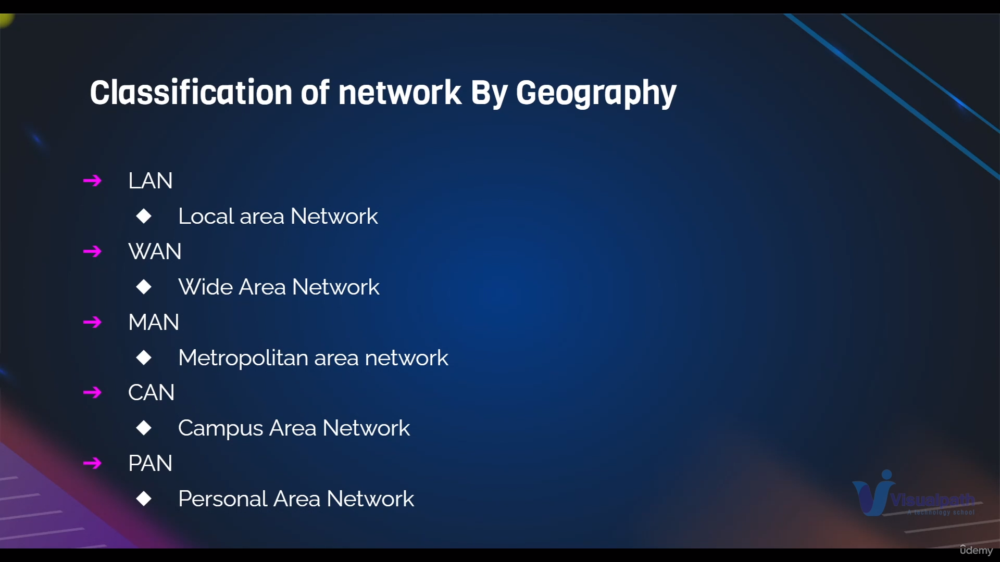 Classification of network By Geography
➔ LAN
◆ Local area Network
➔ WAN
◆ Wide Area Network
➔ MAN
◆ Metropolitan area network
➔ CAN
◆ Campus Area Network
➔ PAN
◆ Personal Area Network
Visualpath
A technology school
ûdemy